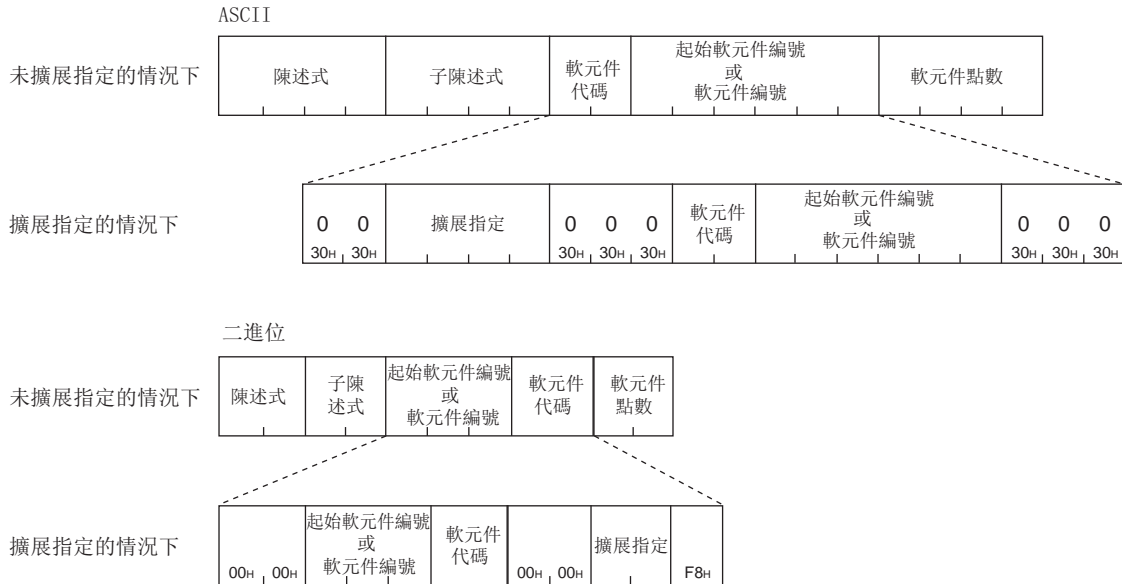 ASCII
未擴展指定的情況下
陳述式
子陳述式
軟元件
代碼
起始軟元件編號
或
軟元件編號
軟元件點數
擴展指定的情況下
0 0
30H 30H
擴展指定
0 0 0
30H 30H 30H
軟元件
代碼
起始軟元件編號
或
軟元件編號
0 0 0
30H 30H 30H
二進位
未擴展指定的情況下
陳述式
子陳
述式
起始軟元件編號
或
軟元件編號
軟元件
代碼
軟元件
點數
擴展指定的情況下
00H 00H
起始軟元件編號
或
軟元件編號
軟元件
代碼
00H 00H
擴展指定
F8H